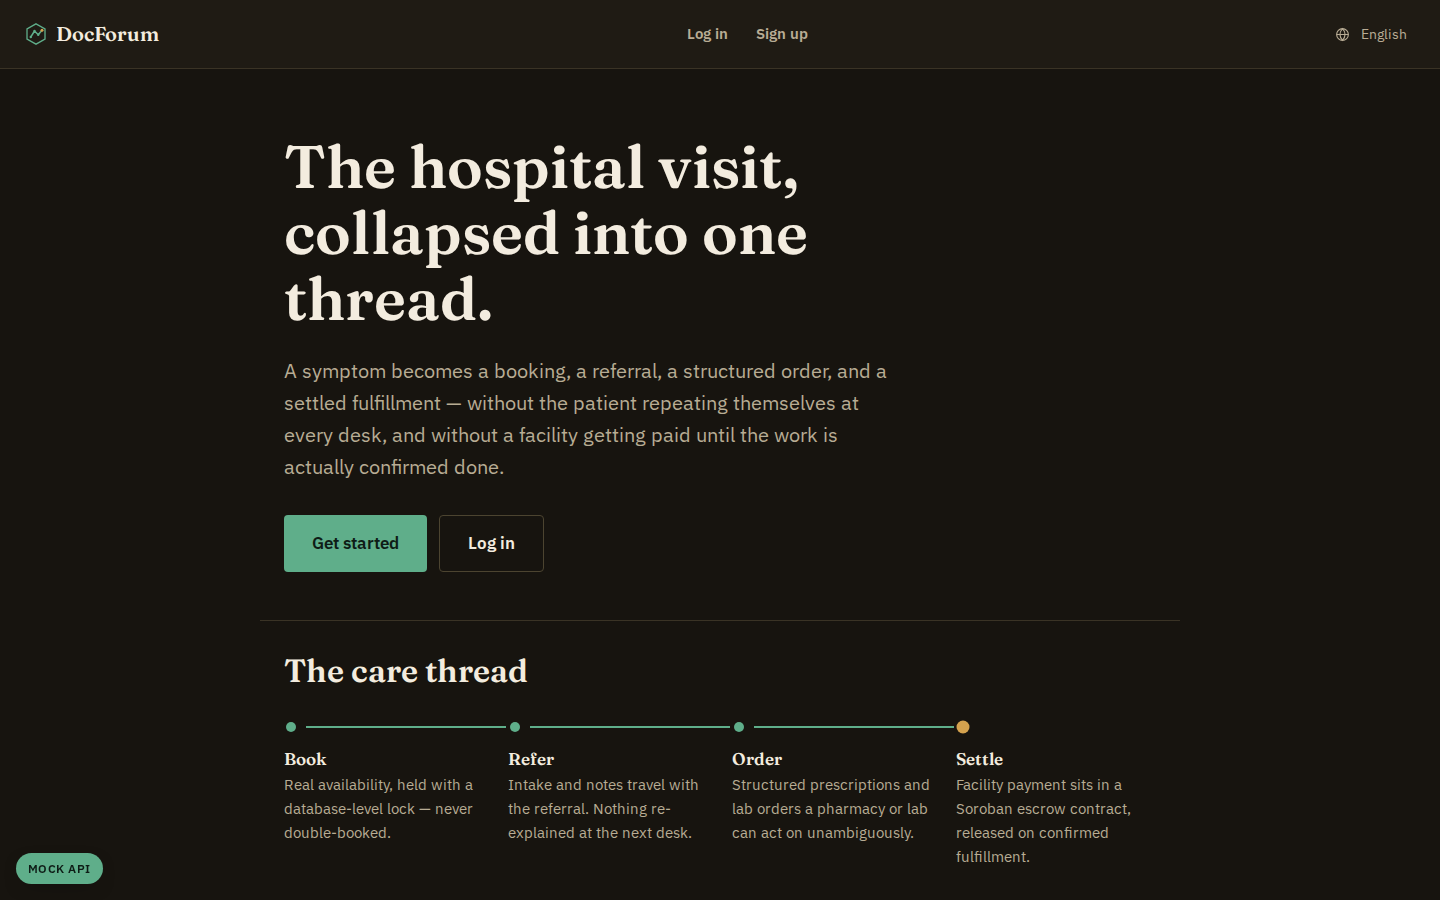 DocForum
Log in
Sign up
English
The hospital visit,
collapsed into one
thread.
A symptom becomes a booking, a referral, a structured order, and a
settled fulfillment — without the patient repeating themselves at
every desk, and without a facility getting paid until the work is
actually confirmed done.
Get started
Log in
The care thread
Book
Real availability, held with a
database-level lock — never
double-booked.
Refer
Intake and notes travel with
the referral. Nothing re-
explained at the next desk.
Order
Structured prescriptions and
lab orders a pharmacy or lab
can act on unambiguously.
Settle
Facility payment sits in a
Soroban escrow contract,
released on confirmed
fulfillment.
MOCK API